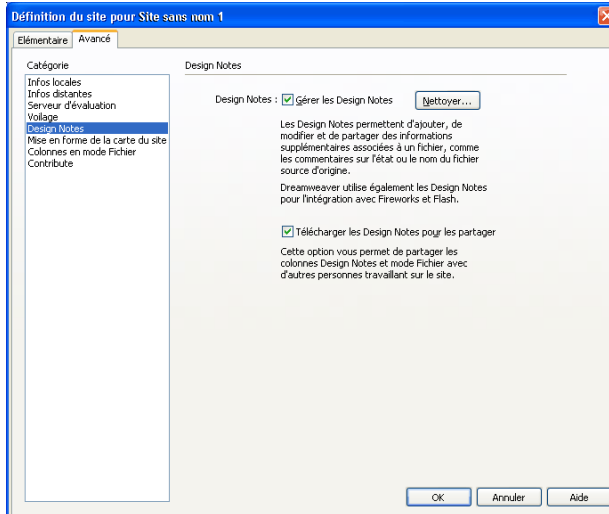 Définition du site pour Site sans nom 1
Elémentaire Avancé
Catégorie
Infos locales
Infos distantes
Serveur d'évaluation
Voilage
Design Notes
Mise en forme de la carte du site
Colonnes en mode Fichier
Contribute
Design Notes
Design Notes : Gérer les Design Notes Nettoyer...
Les Design Notes permettent d'ajouter, de
modifier et de partager des informations
supplémentaires associées à un fichier, comme
les commentaires sur l'état ou le nom du fichier
source d'origine.
Dreamweaver utilise également les Design Notes
pour l'intégration avec Fireworks et Flash.
Télécharger les Design Notes pour les partager
Cette option vous permet de partager les
colonnes Design Notes et mode Fichier avec
d'autres personnes travaillant sur le site.
OK Annuler Aide